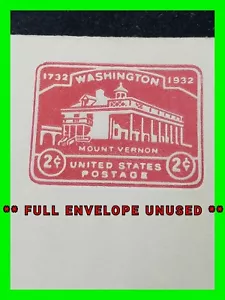 1732 WASHINGTON 1932
MOUNT VERNON
2¢ UNITED STATES 2¢
POSTAGE
** FULL ENVELOPE UNUSED **